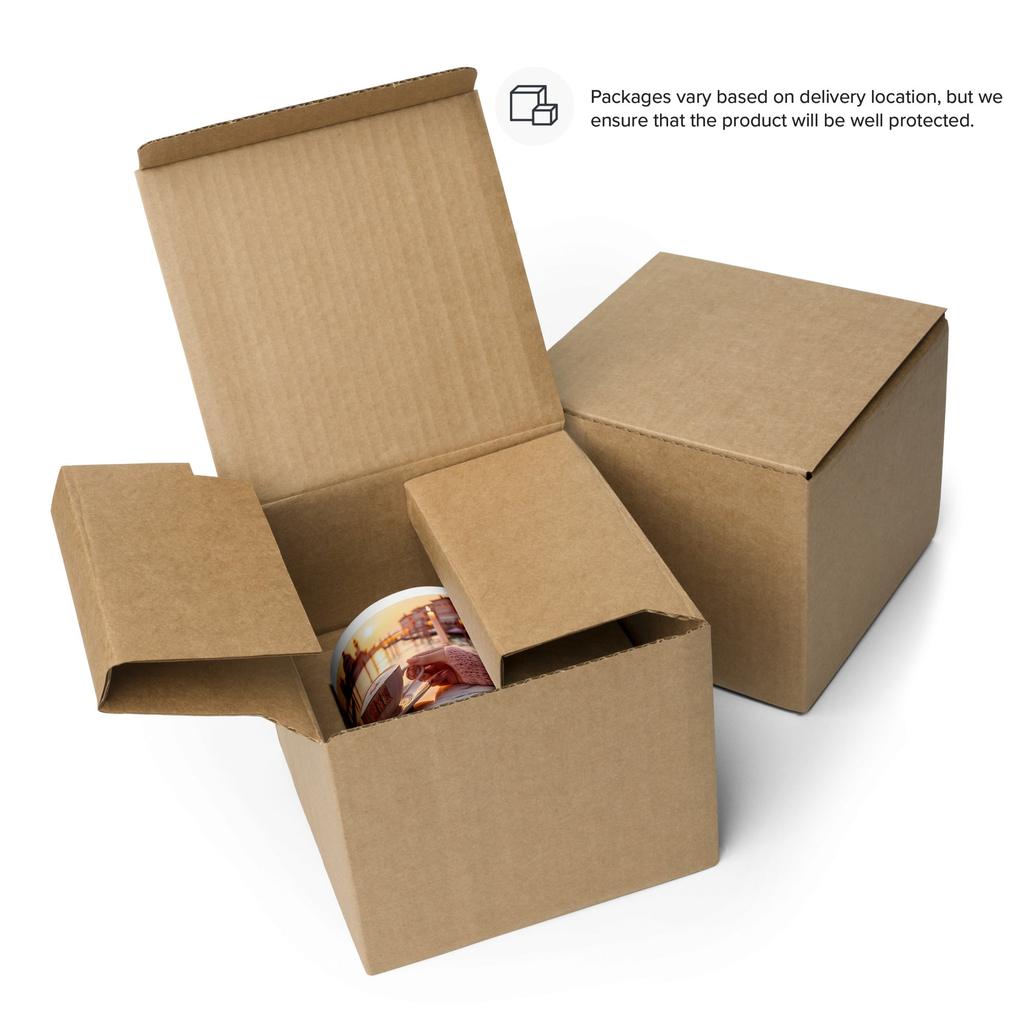 Packages vary based on delivery location, but we
ensure that the product will be well protected.